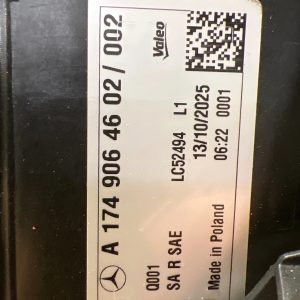 A 174 906 46 02 / 002
Valeo
Q001
LC52494 L1
SA R SAE
13/10/2025
06:22 0001
Made in Poland